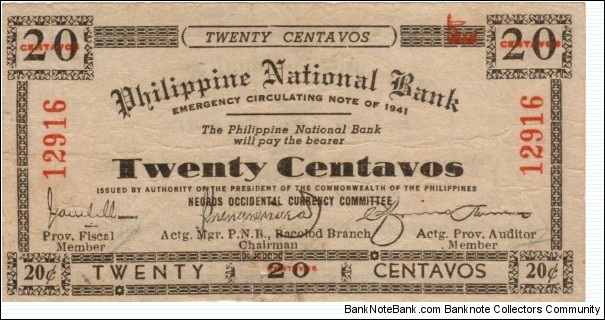 20 CENTAVOS
TWENTY CENTAVOS
20 CENTAVOS
Philippine National Bank
EMERGENCY CIRCULATING NOTE OF 1941
12916
12916
The Philippine National Bank
will pay the bearer
Twenty Centavos
ISSUED BY AUTHORITY OF THE PRESIDENT OF THE COMMONWEALTH OF THE PHILIPPINES
NEGROS OCCIDENTAL CURRENCY COMMITTEE
Prov. Fiscal Actg. Mgr. P.N.B., Bacolod Branch Actg. Prov. Auditor
Member Chairman Member
20¢ TWENTY 20 CENTAVOS CENTAVOS 20¢
BankNoteBank.com and Banknote Collectors Community